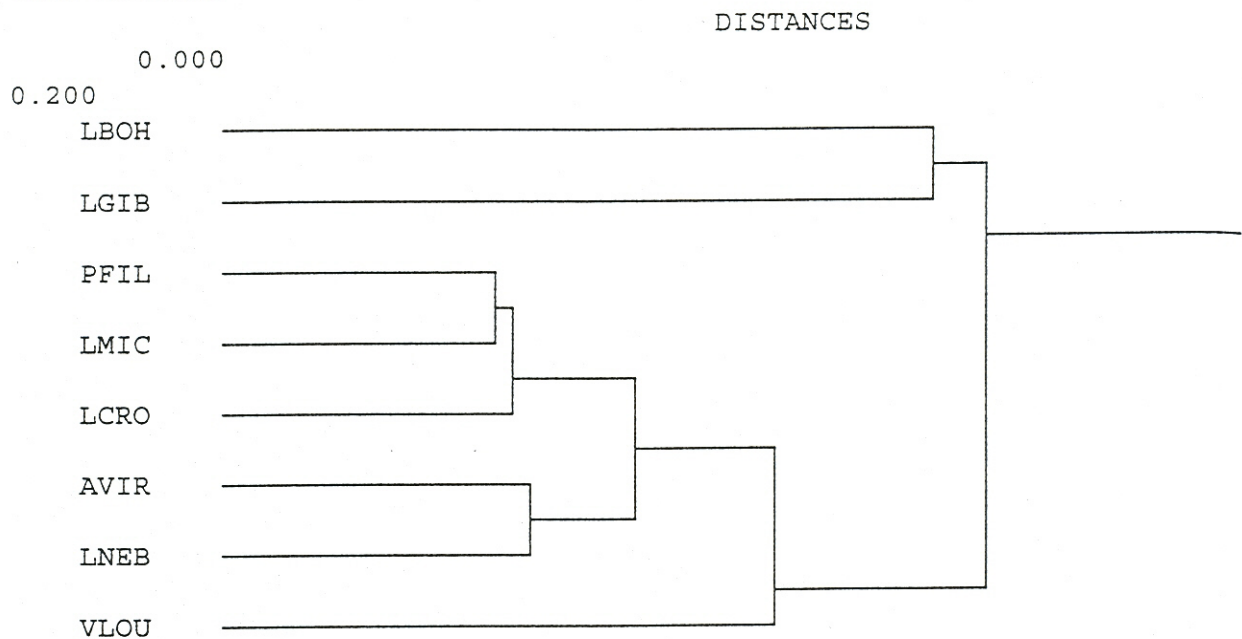 DISTANCES
0.000
0.200
LBOH
LGIB
PFIL
LMIC
LCRO
AVIR
LNEB
VLOU